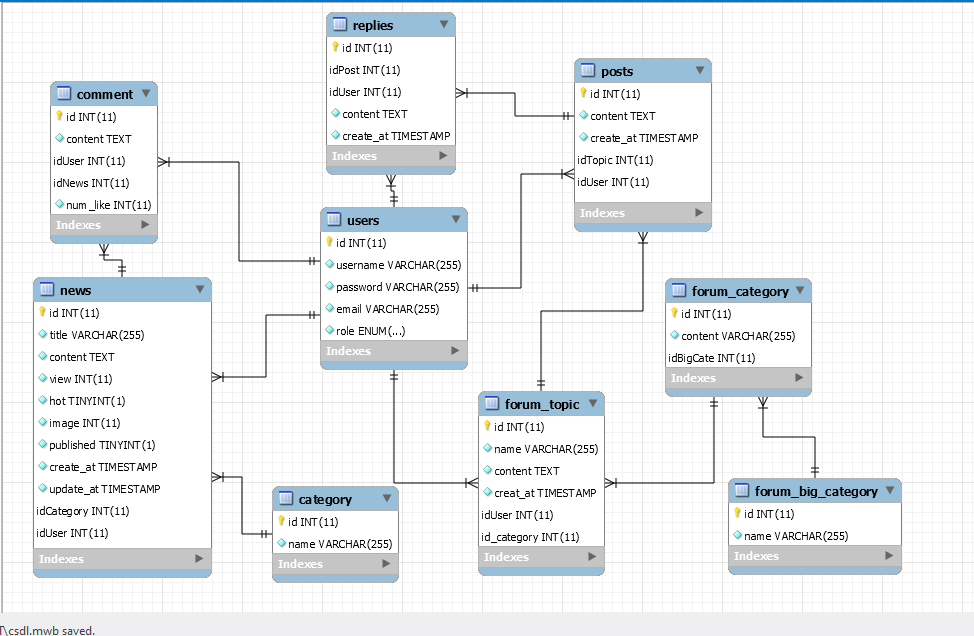 replies
id INT(11)
idPost INT(11)
idUser INT(11)
content TEXT
create_at TIMESTAMP
Indexes
posts
id INT(11)
content TEXT
create_at TIMESTAMP
idTopic INT(11)
idUser INT(11)
Indexes
comment
id INT(11)
content TEXT
idUser INT(11)
idNews INT(11)
num_like INT(11)
Indexes
users
id INT(11)
username VARCHAR(255)
password VARCHAR(255)
email VARCHAR(255)
role ENUM(...)
Indexes
news
id INT(11)
title VARCHAR(255)
content TEXT
view INT(11)
hot TINYINT(1)
image INT(11)
published TINYINT(1)
create_at TIMESTAMP
update_at TIMESTAMP
idCategory INT(11)
idUser INT(11)
Indexes
forum_category
id INT(11)
content VARCHAR(255)
idBigCate INT(11)
Indexes
forum_topic
id INT(11)
name VARCHAR(255)
content TEXT
creat_at TIMESTAMP
idUser INT(11)
id_category INT(11)
Indexes
category
id INT(11)
name VARCHAR(255)
Indexes
forum_big_category
id INT(11)
name VARCHAR(255)
Indexes
\csdl.mwb saved.